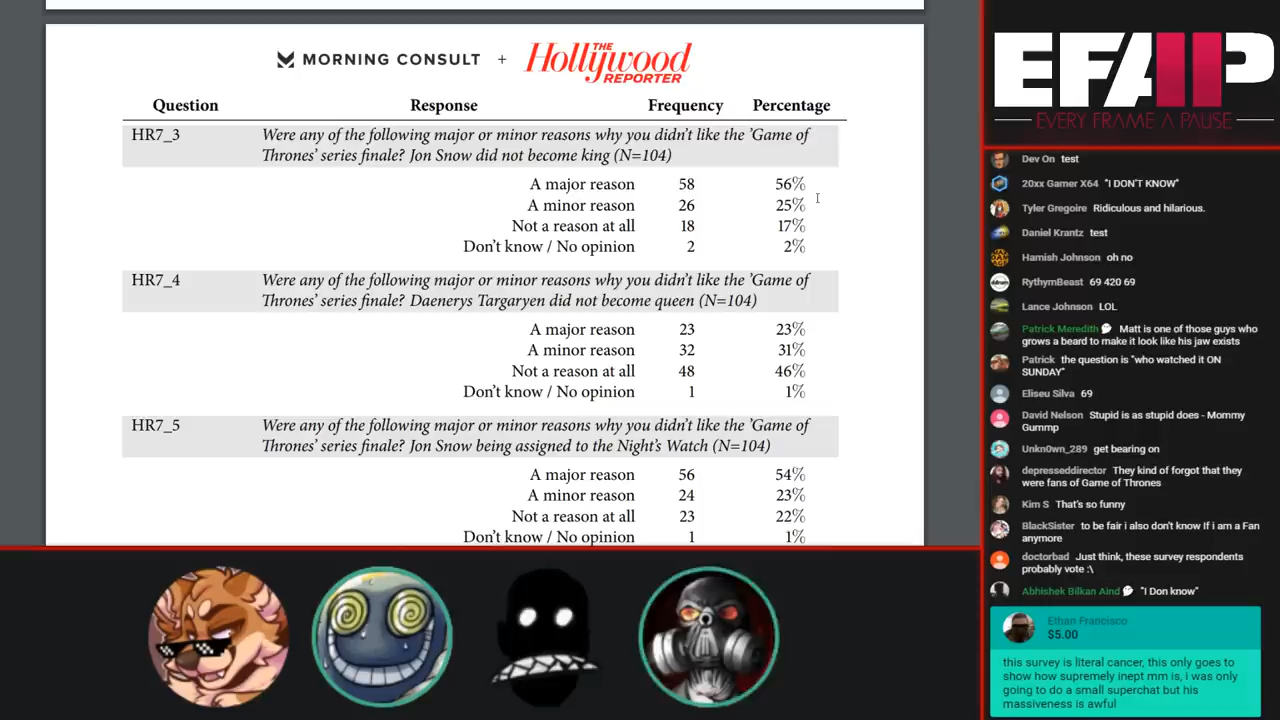 MORNING CONSULT + THE Hollywood REPORTER
Question Response Frequency Percentage
HR7_3 Were any of the following major or minor reasons why you didn't like the 'Game of
Thrones' series finale? Jon Snow did not become king (N=104)
A major reason 58 56%
A minor reason 26 25%
Not a reason at all 18 17%
Don't know / No opinion 2 2%
HR7_4 Were any of the following major or minor reasons why you didn't like the 'Game of
Thrones' series finale? Daenerys Targaryen did not become queen (N=104)
A major reason 23 23%
A minor reason 32 31%
Not a reason at all 48 46%
Don't know / No opinion 1 1%
HR7_5 Were any of the following major or minor reasons why you didn't like the 'Game of
Thrones' series finale? Jon Snow being assigned to the Night's Watch (N=104)
A major reason 56 54%
A minor reason 24 23%
Not a reason at all 23 22%
Don't know / No opinion 1 1%
EFAP
EVERY FRAME A PAUSE
Dev On test
20xx Gamer X64 "I DON'T KNOW"
Tyler Gregoire Ridiculous and hilarious.
Daniel Krantz test
Hamish Johnson oh no
RythymBeast 69 420 69
Lance Johnson LOL
Patrick Meredith Matt is one of those guys who
grows a beard to make it look like his jaw exists
Patrick the question is "who watched it ON
SUNDAY"
Eliseu Silva 69
David Nelson Stupid is as stupid does - Mommy
Gummp
Unkn0wn_289 get bearing on
depresseddirector They kind of forgot that they
were fans of Game of Thrones
Kim S That's so funny
BlackSister to be fair i also don't know If i am a Fan
anymore
doctorbad Just think, these survey respondents
probably vote :\
Abhishek Bilkan Aind "I Don know"
Ethan Francisco
$5.00
this survey is literal cancer, this only goes to
show how supremely inept mm is, i was only
going to do a small superchat but his
massiveness is awful